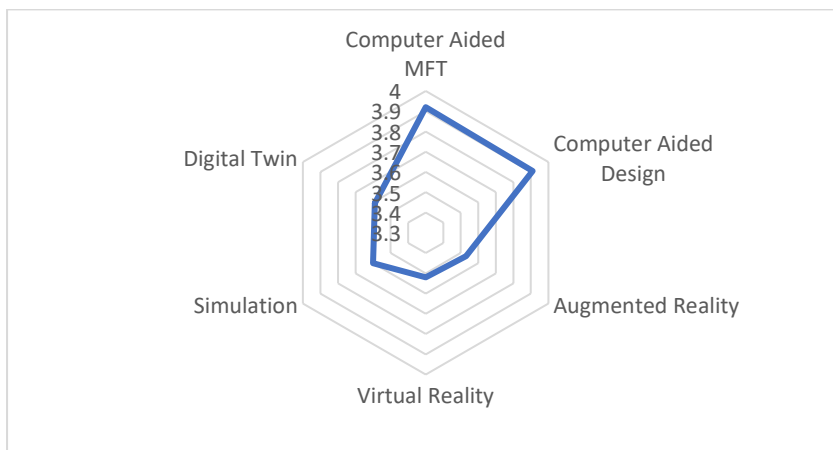 Computer Aided
MFT
4
3.9
3.8
3.7
3.6
3.5
3.4
3.3
Digital Twin
Computer Aided
Design
Simulation
Augmented Reality
Virtual Reality